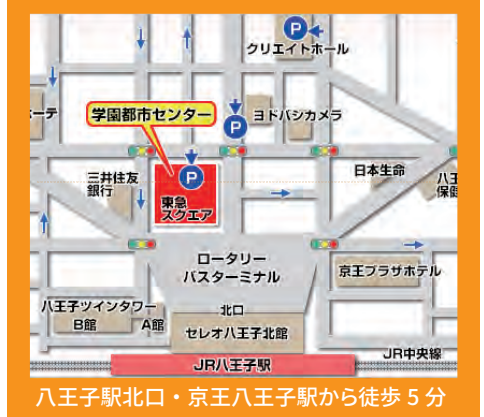 P
クリエイトホール
ーテ
学園都市センター
P
ヨドバシカメラ
三井住友
銀行
P
東急
スクエア
日本生命
八王
保健
ロータリー
バスターミナル
京王プラザホテル
八王子ツインタワー
B館
A館
北口
セレオ八王子北館
JR八王子駅
JR中央線
八王子駅北口・京王八王子駅から徒歩 5 分